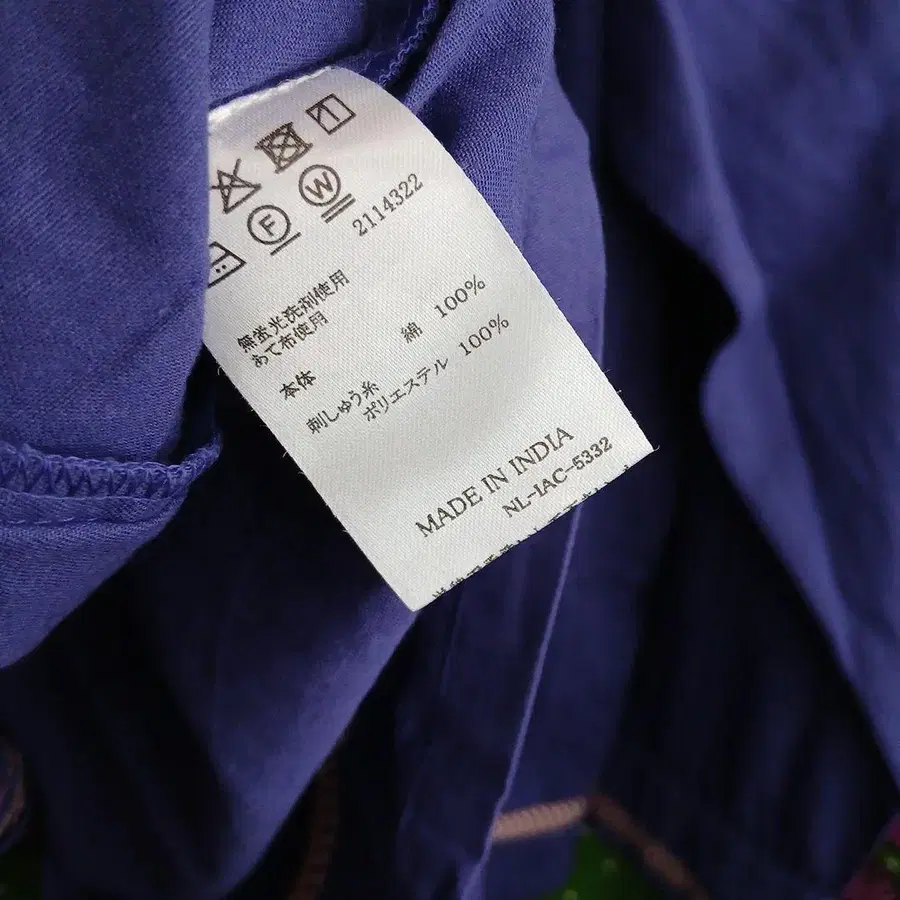 F W
2114322
無蛍光洗剤使用
あて布使用
本体 綿 100%
刺しゅう糸
ポリエステル 100%
MADE IN INDIA
NL-IAC-5332